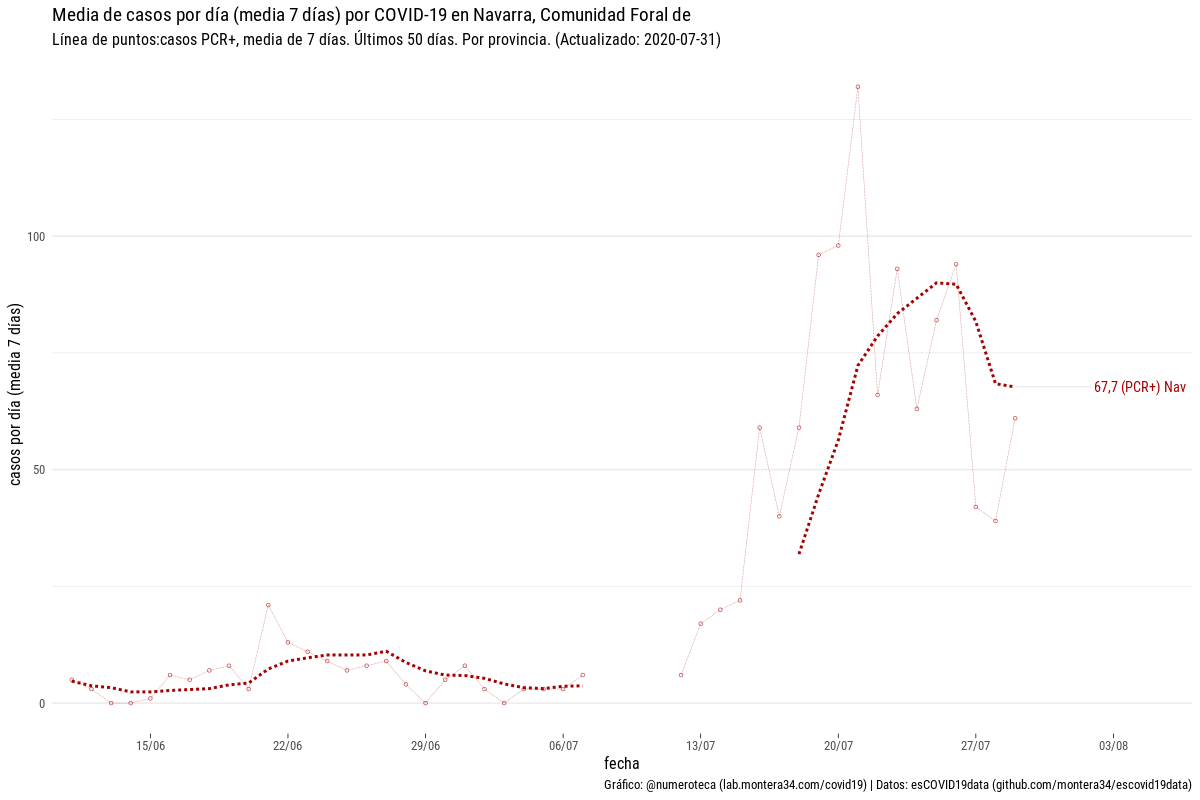 Media de casos por día (media 7 días) por COVID-19 en Navarra, Comunidad Foral de
Línea de puntos:casos PCR+, media de 7 días. Últimos 50 días. Por provincia. (Actualizado: 2020-07-31)
casos por día (media 7 días)
100
50
0
67,7 (PCR+) Nav
15/06
22/06
29/06
06/07
13/07
20/07
27/07
03/08
fecha
Gráfico: @numeroteca (lab.montera34.com/covid19) | Datos: esCOVID19data (github.com/montera34/escovid19data)